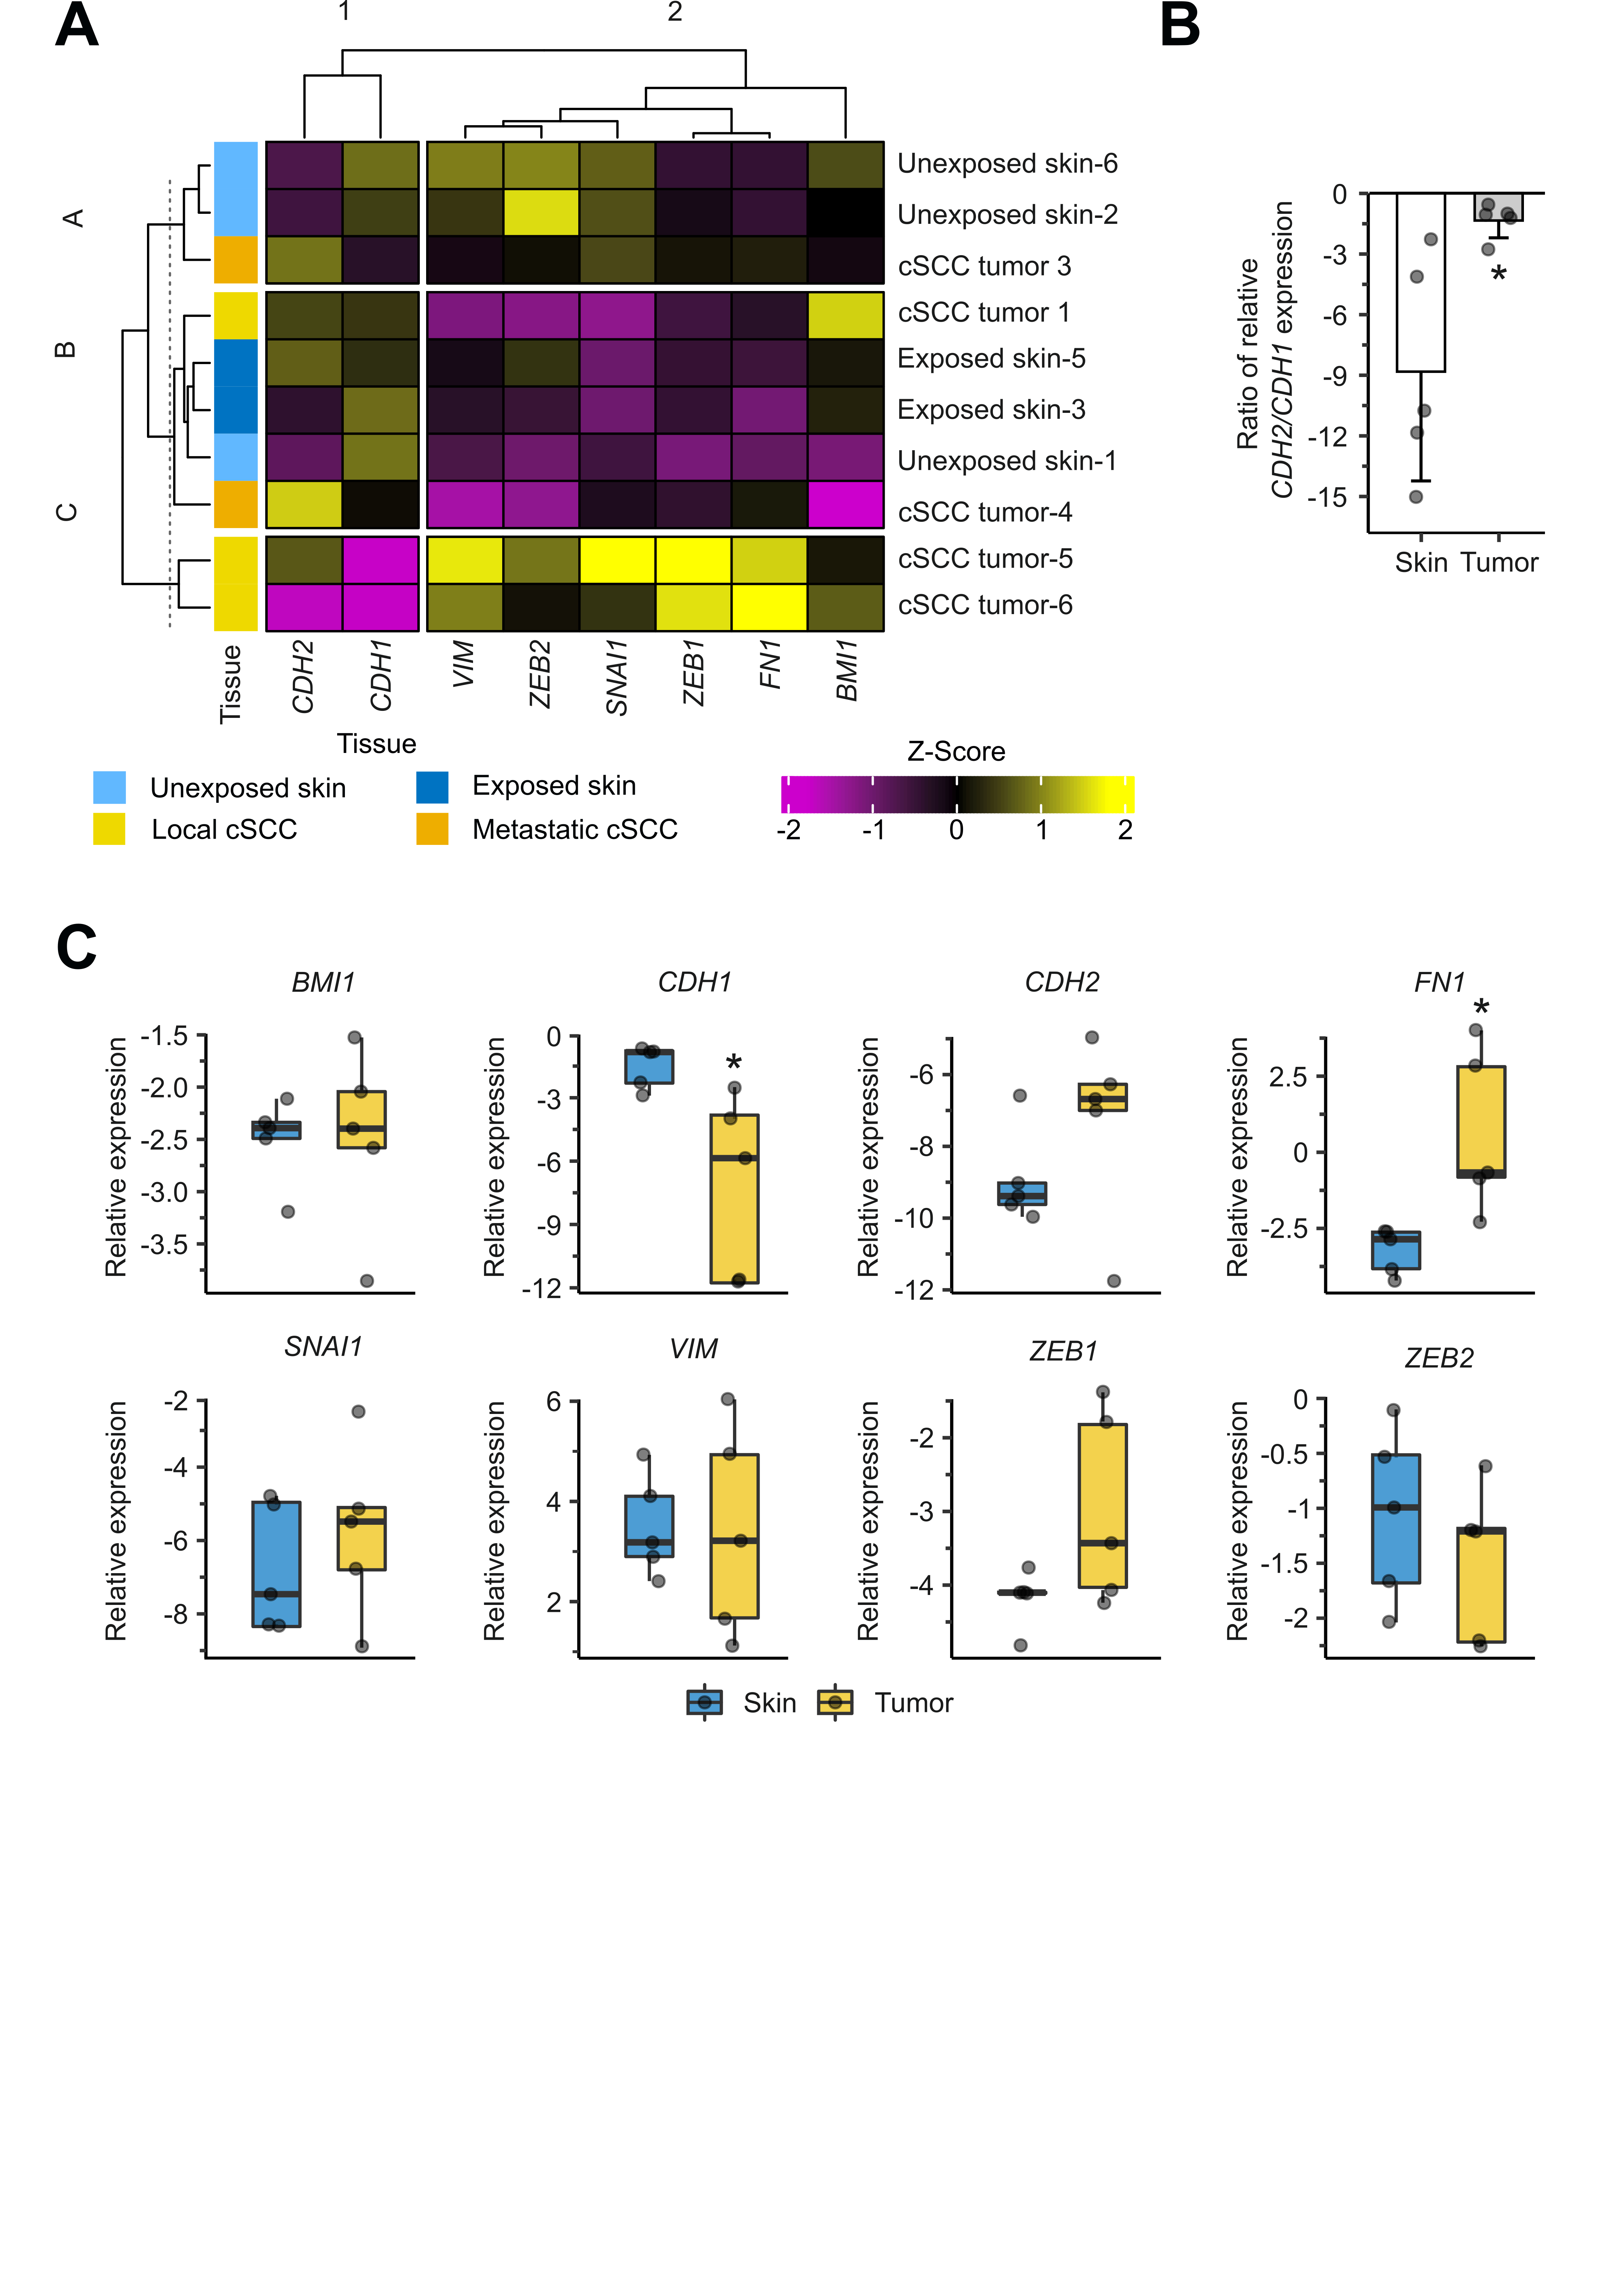 A
1
2
B
A
B
C
Unexposed skin-6
Unexposed skin-2
cSCC tumor 3
cSCC tumor 1
Exposed skin-5
Exposed skin-3
Unexposed skin-1
cSCC tumor-4
cSCC tumor-5
cSCC tumor-6
Tissue
CDH2
CDH1
VIM
ZEB2
SNAI1
ZEB1
FN1
BMI1
Tissue
Unexposed skin
Exposed skin
Local cSCC
Metastatic cSCC
Z-Score
-2 -1 0 1 2
Ratio of relative
CDH2/CDH1 expression
0
-3
-6
-9
-12
-15
*
Skin Tumor
C
BMI1
Relative expression
-1.5
-2.0
-2.5
-3.0
-3.5
CDH1
Relative expression
0
-3
-6
-9
-12
*
CDH2
Relative expression
-6
-8
-10
-12
FN1
Relative expression
2.5
0
-2.5
*
SNAI1
Relative expression
-2
-4
-6
-8
VIM
Relative expression
6
4
2
ZEB1
Relative expression
-2
-3
-4
ZEB2
Relative expression
0
-0.5
-1
-1.5
-2
Skin Tumor